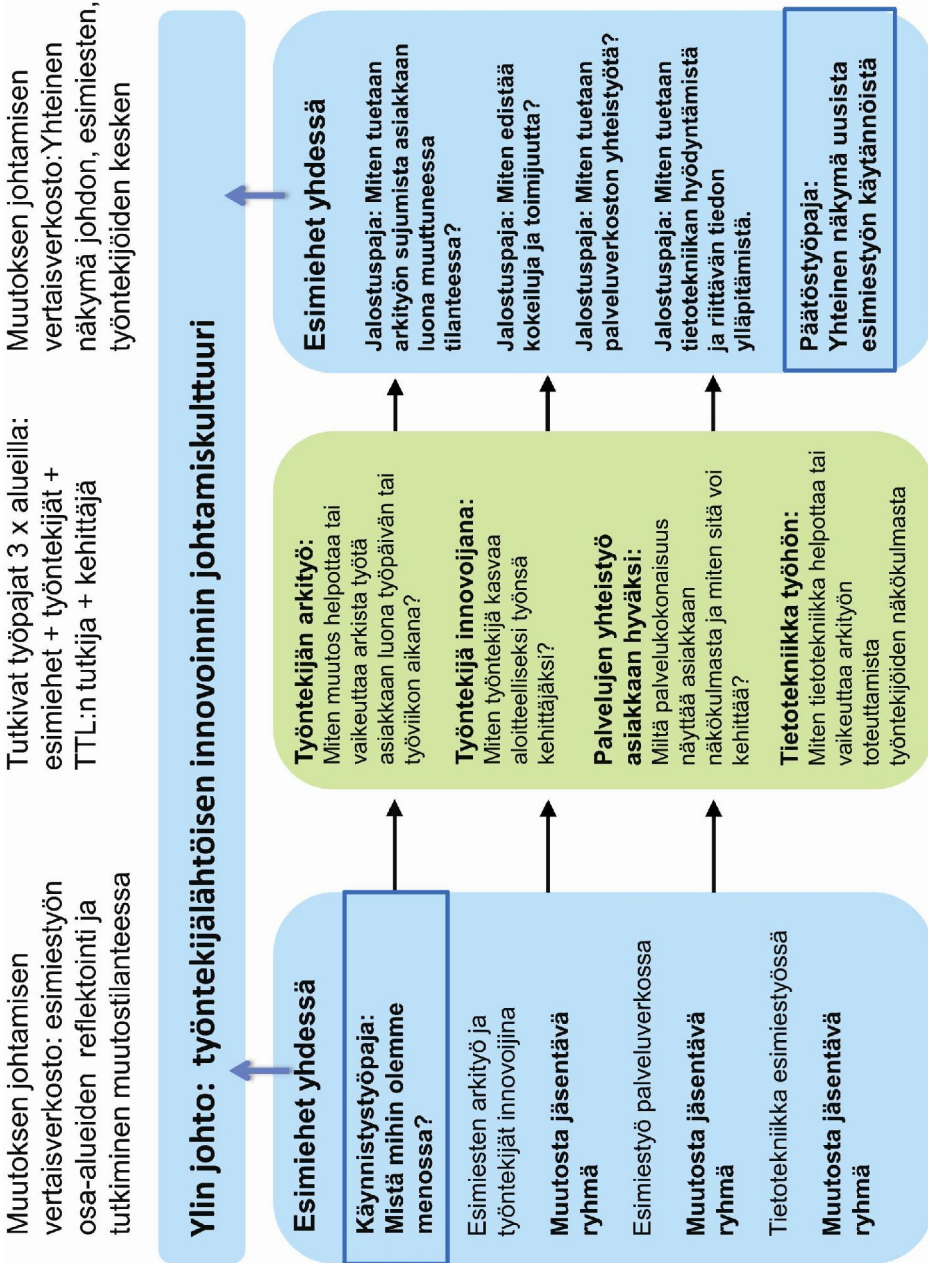 Muutoksen johtamisen
vertaisverkosto: esimiestyön
osa-alueiden reflektointi ja
tutkiminen muutostilanteessa
Tutkivat työpajat 3 x alueilla:
esimiehet + työntekijät +
TTL:n tutkija + kehittäjä
Muutoksen johtamisen
vertaisverkosto:Yhteinen
näkymä johdon, esimiesten,
työntekijöiden kesken
Ylin johto: työntekijälähtöisen innovoinnin johtamiskulttuuri
Esimiehet yhdessä
Käynnistystyöpaja:
Mistä mihin olemme
menossa?
Esimiesten arkityö ja
työntekijät innovoijina
Muutosta jäsentävä
ryhmä
Esimiestyö palveluverkossa
Muutosta jäsentävä
ryhmä
Tietotekniikka esimiestyössä
Muutosta jäsentävä
ryhmä
Työntekijän arkityö:
Miten muutos helpottaa tai
vaikeuttaa arkista työtä
asiakkaan luona työpäivän tai
työviikon aikana?
Työntekijä innovoijana:
Miten työntekijä kasvaa
aloitteelliseksi työnsä
kehittäjäksi?
Palvelujen yhteistyö
asiakkaan hyväksi:
Miltä palvelukokonaisuus
näyttää asiakkaan
näkökulmasta ja miten sitä voi
kehittää?
Tietotekniikka työhön:
Miten tietotekniikka helpottaa tai
vaikeuttaa arkityön
toteuttamista
työntekijöiden näkökulmasta
Esimiehet yhdessä
Jalostuspaja: Miten tuetaan
arkityön sujumista asiakkaan
luona muuttuneessa
tilanteessa?
Jalostuspaja: Miten edistää
kokeiluja ja toimijuutta?
Jalostuspaja: Miten tuetaan
palveluverkoston yhteistyötä?
Jalostuspaja: Miten tuetaan
tietotekniikan hyödyntämistä
ja riittävän tiedon
ylläpitämistä.
Päätöstyöpaja:
Yhteinen näkymä uusista
esimiestyön käytännöistä